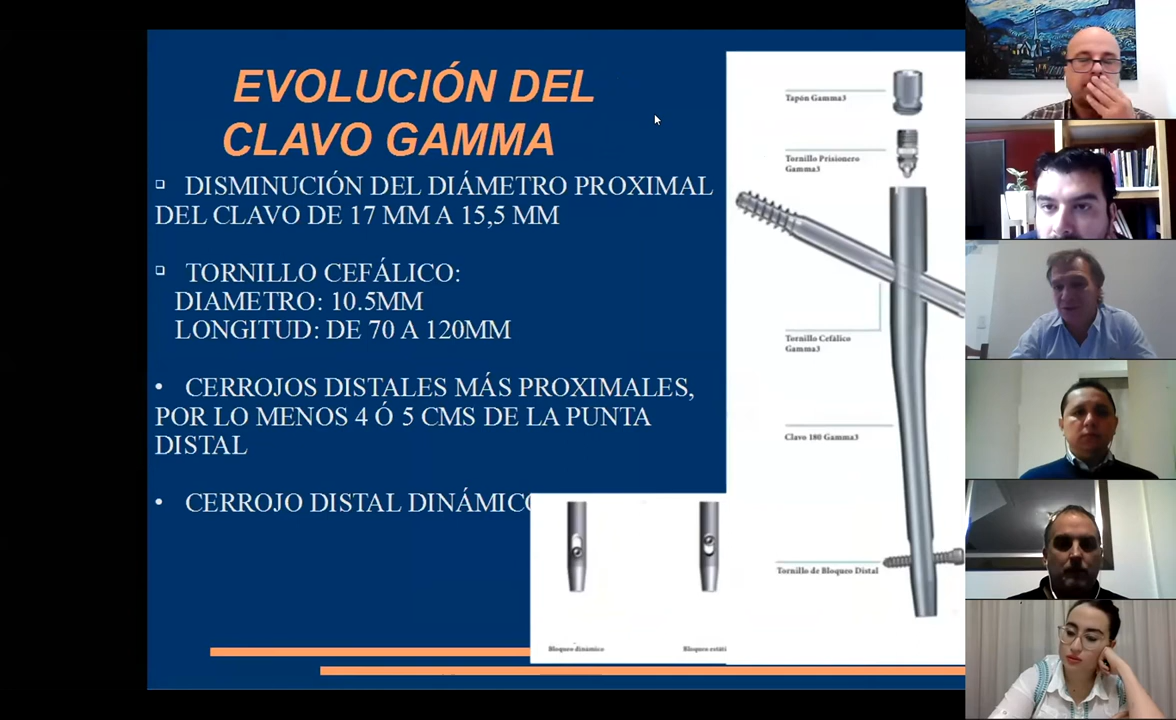 EVOLUCIÓN DEL
CLAVO GAMMA
DISMINUCIÓN DEL DIÁMETRO PROXIMAL
DEL CLAVO DE 17 MM A 15,5 MM
TORNILLO CEFÁLICO:
DIAMETRO: 10.5MM
LONGITUD: DE 70 A 120MM
• CERROJOS DISTALES MÁS PROXIMALES,
POR LO MENOS 4 Ó 5 CMS DE LA PUNTA
DISTAL
• CERROJO DISTAL DINÁMICO
Tapón Gamma3
Tornillo Prisionero
Gamma3
Tornillo Cefálico
Gamma3
Clavo 180 Gamma3
Tornillo de Bloqueo Distal
Bloqueo dinámico
Bloqueo estáti